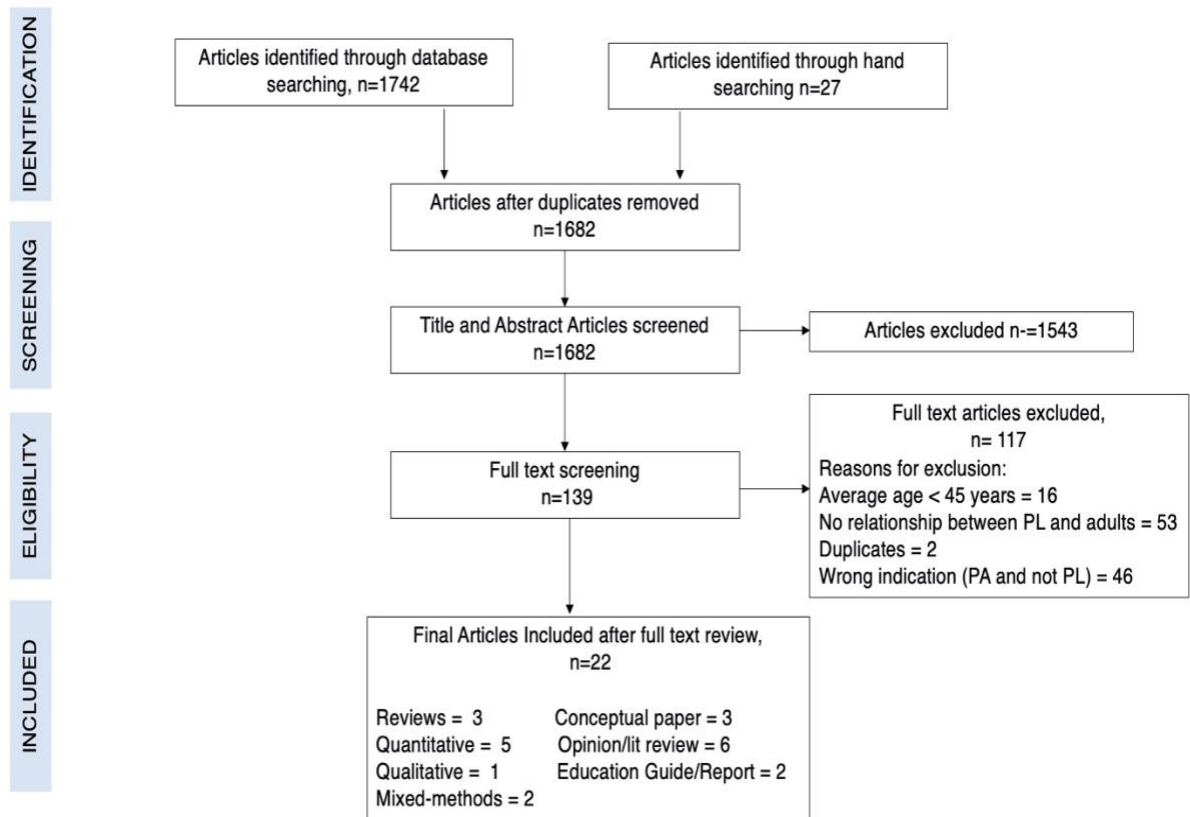 IDENTIFICATION
Articles identified through database
searching, n=1742
Articles identified through hand
searching n=27
Articles after duplicates removed
n=1682
SCREENING
Title and Abstract Articles screened
n=1682
Articles excluded n-=1543
ELIGIBILITY
Full text screening
n=139
Full text articles excluded,
n= 117
Reasons for exclusion:
Average age < 45 years = 16
No relationship between PL and adults = 53
Duplicates = 2
Wrong indication (PA and not PL) = 46
INCLUDED
Final Articles Included after full text review,
n=22
Reviews = 3
Quantitative = 5
Qualitative = 1
Mixed-methods = 2
Conceptual paper = 3
Opinion/lit review = 6
Education Guide/Report = 2